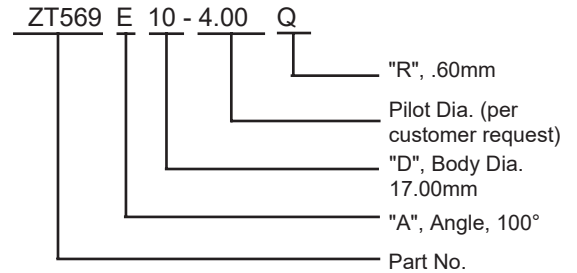 ZT569 E 10 - 4.00 Q
"R", .60mm
Pilot Dia. (per
customer request)
"D", Body Dia.
17.00mm
"A", Angle, 100°
Part No.